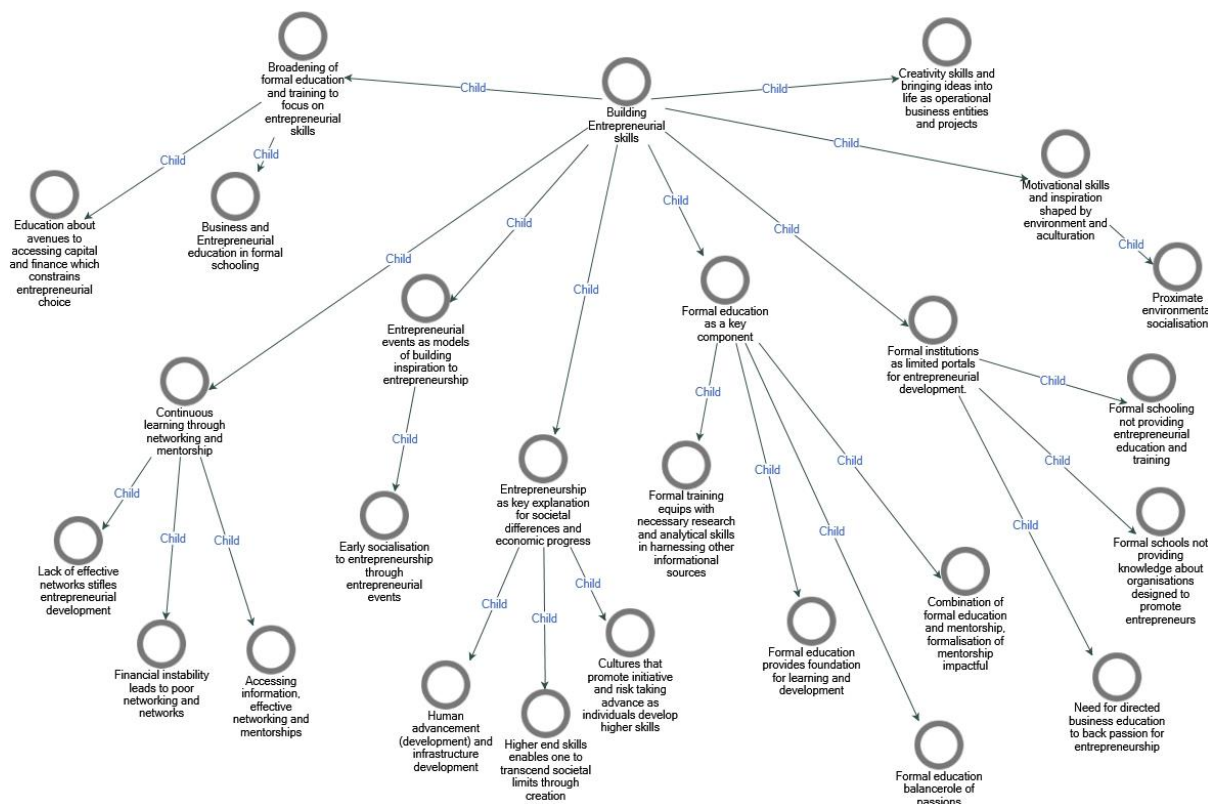 Broadening of
formal education
and training to
focus on
entrepreneurial
skills
Child
Building
Entrepreneurial
skills
Child
Creativity skills and
bringing ideas into
life as operational
business entities
and projects
Child
Child
Education about
avenues to
accessing capital
and finance which
constrains
entrepreneurial
choice
Business and
Entrepreneurial
education in formal
schooling
Child
Motivational skills
and inspiration
shaped by
environment and
aculturation
Child
Proximate
environmenta
socialisation
Child
Child
Child
Child
Child
Continuous
learning through
networking and
mentorship
Entrepreneurial
events as models
of building
inspiration to
entrepreneurship
Formal education
as a key
component
Formal institutions
as limited portals
for entrepreneurial
development.
Child
Child
Child
Lack of effective
networks stifles
entrepreneurial
development
Financial instability
leads to poor
networking and
networks
Accessing
information,
effective
networking and
mentorships
Child
Early socialisation
to entrepreneurship
through
entrepreneurial
events
Entrepreneurship
as key explanation
for societal
differences and
economic progress
Child
Child
Child
Human
advancement
(development) and
infrastructure
development
Higher end skills
enables one to
transcend societal
limits through
creation
Cultures that
promote initiative
and risk taking
advance as
individuals develop
higher skills
Child
Child
Child
Child
Formal training
equips with
necessary research
and analytical skills
in harnessing other
informational
sources
Formal education
provides foundation
for learning and
development
Formal education
balancerole of
passions
Combination of
formal education
and mentorship,
formalisation of
mentorship
impactful
Child
Child
Child
Formal schooling
not providing
entrepreneurial
education and
training
Formal schools not
providing
knowledge about
organisations
designed to
promote
entrepreneurs
Need for directed
business education
to back passion for
entrepreneurship